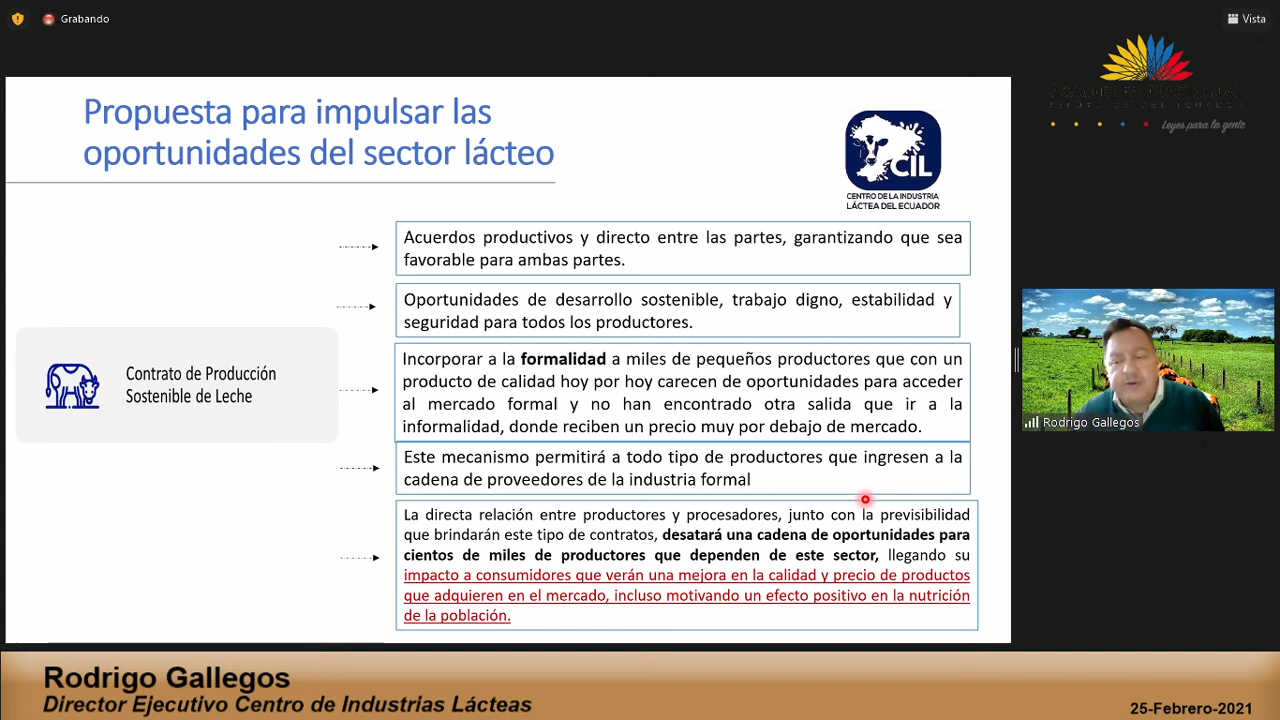 Grabando
Vista
ASAMBLEA NACIONAL
REPÚBLICA DEL ECUADOR
Leyes para la gente
Propuesta para impulsar las
oportunidades del sector lácteo
CIL
CENTRO DE LA INDUSTRIA
LÁCTEA DEL ECUADOR
Acuerdos productivos y directo entre las partes, garantizando que sea
favorable para ambas partes.
Oportunidades de desarrollo sostenible, trabajo digno, estabilidad y
seguridad para todos los productores.
Contrato de Producción
Sostenible de Leche
Incorporar a la formalidad a miles de pequeños productores que con un
producto de calidad hoy por hoy carecen de oportunidades para acceder
al mercado formal y no han encontrado otra salida que ir a la
informalidad, donde reciben un precio muy por debajo de mercado.
Este mecanismo permitirá a todo tipo de productores que ingresen a la
cadena de proveedores de la industria formal
La directa relación entre productores y procesadores, junto con la previsibilidad
que brindarán este tipo de contratos, desatará una cadena de oportunidades para
cientos de miles de productores que dependen de este sector, llegando su
impacto a consumidores que verán una mejora en la calidad y precio de productos
que adquieren en el mercado, incluso motivando un efecto positivo en la nutrición
de la población.
Rodrigo Gallegos
Rodrigo Gallegos
Director Ejecutivo Centro de Industrias Lácteas
25-Febrero-2021